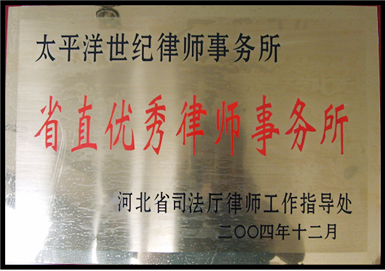 太平洋世纪律师事务所
省直优秀律师事务所
河北省司法厅律师工作指导处
二〇〇四年十二月